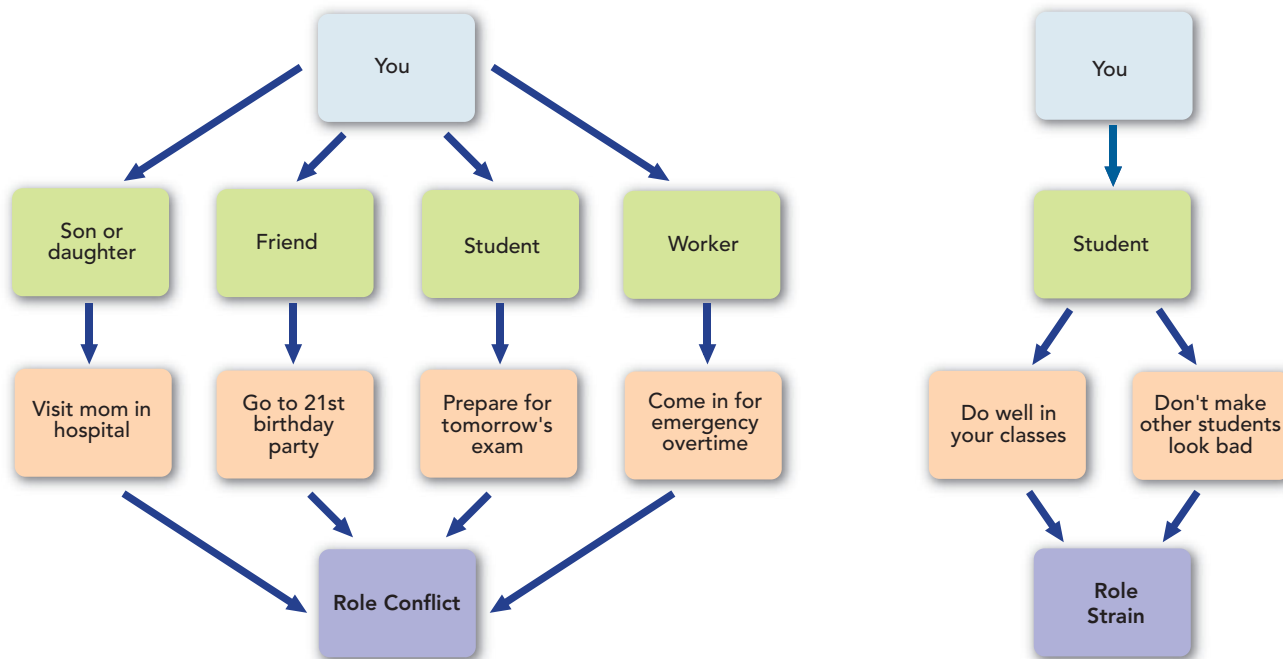 You
You
Son or
daughter
Friend
Student
Worker
Student
Visit mom in
hospital
Go to 21st
birthday
party
Prepare for
tomorrow's
exam
Come in for
emergency
overtime
Do well in
your classes
Don't make
other students
look bad
Role Conflict
Role
Strain